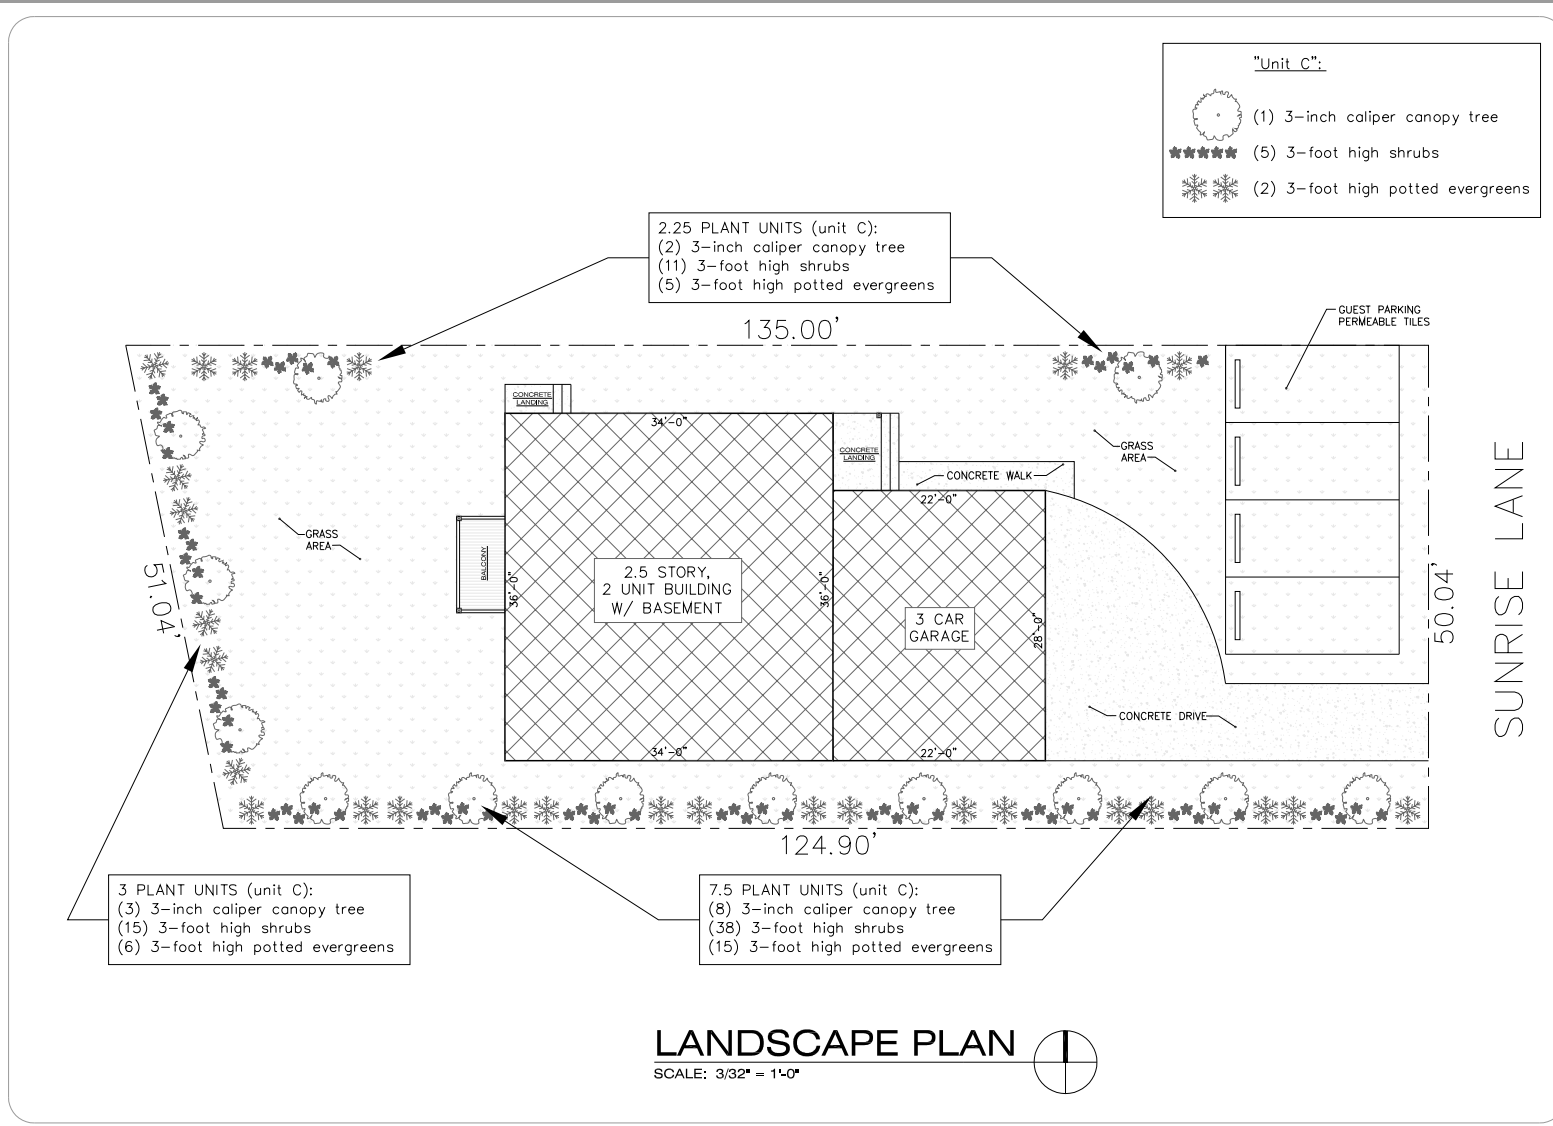 "Unit C":
(1) 3-inch caliper canopy tree
(5) 3-foot high shrubs
(2) 3-foot high potted evergreens
2.25 PLANT UNITS (unit C):
(2) 3-inch caliper canopy tree
(11) 3-foot high shrubs
(5) 3-foot high potted evergreens
135.00'
GUEST PARKING
PERMEABLE TILES
CONCRETE
LANDING
34'-0"
CONCRETE
LANDING
GRASS
AREA
CONCRETE WALK
22'-0"
GRASS
AREA
BALCONY
36'-0"
2.5 STORY,
2 UNIT BUILDING
W/ BASEMENT
36'-0"
3 CAR
GARAGE
28'-0"
51.04'
50.04'
SUNRISE LANE
CONCRETE DRIVE
34'-0"
22'-0"
124.90'
3 PLANT UNITS (unit C):
(3) 3-inch caliper canopy tree
(15) 3-foot high shrubs
(6) 3-foot high potted evergreens
7.5 PLANT UNITS (unit C):
(8) 3-inch caliper canopy tree
(38) 3-foot high shrubs
(15) 3-foot high potted evergreens
LANDSCAPE PLAN
SCALE: 3/32" = 1'-0"